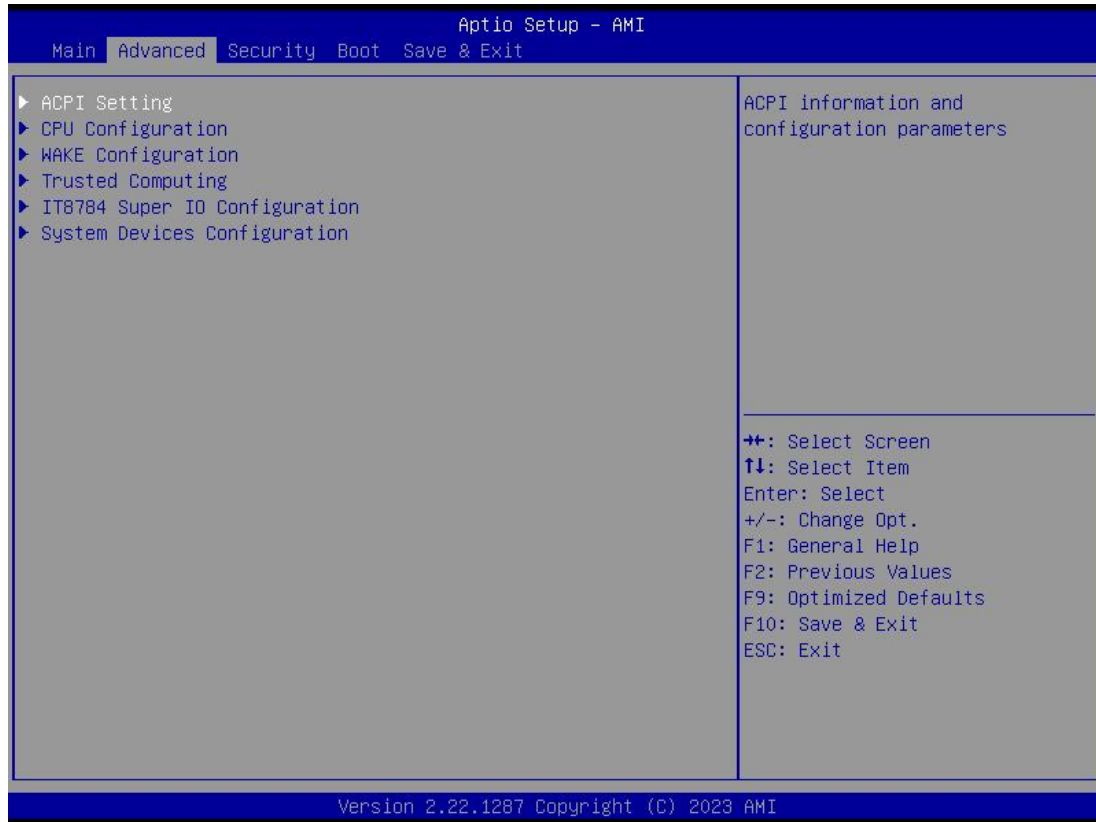 Aptio Setup - AMI
Main Advanced Security Boot Save & Exit
▶ ACPI Setting
▶ CPU Configuration
▶ WAKE Configuration
▶ Trusted Computing
▶ IT8784 Super IO Configuration
▶ System Devices Configuration
ACPI information and
configuration parameters
→←: Select Screen
↑↓: Select Item
Enter: Select
+/-: Change Opt.
F1: General Help
F2: Previous Values
F9: Optimized Defaults
F10: Save & Exit
ESC: Exit
Version 2.22.1287 Copyright (C) 2023 AMI